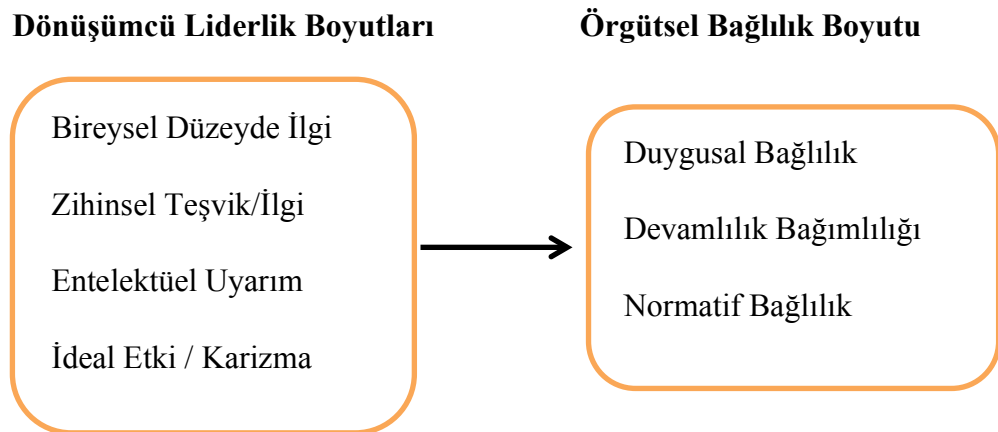 Dönüşümcü Liderlik Boyutları
Örgütsel Bağlılık Boyutu
Bireysel Düzeyde İlgi
Zihinsel Teşvik/İlgi
Entelektüel Uyarım
İdeal Etki / Karizma
Duygusal Bağlılık
Devamlılık Bağımlılığı
Normatif Bağlılık